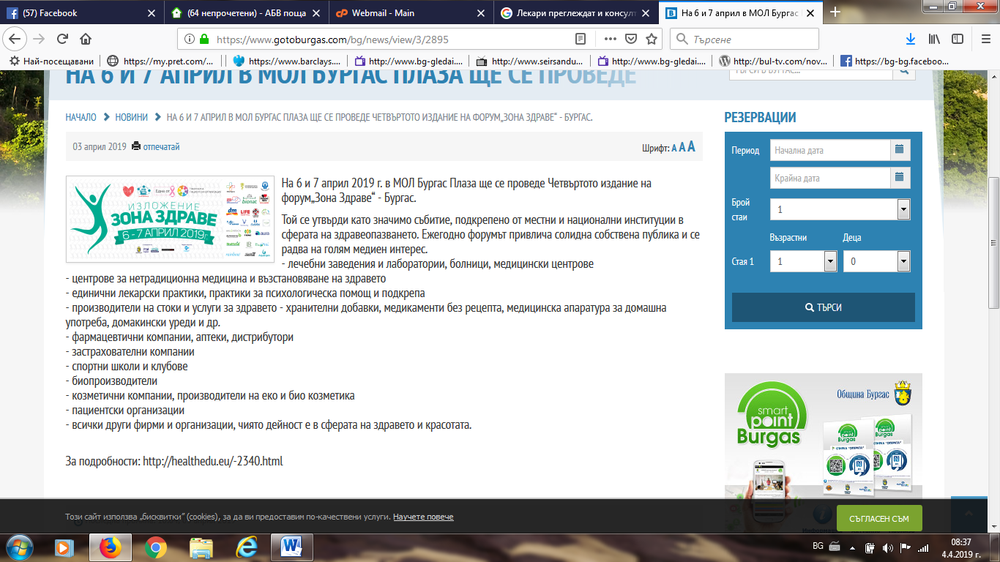 (57) Facebook
(64 непрочетени) - АБВ поща
Webmail - Main
Лекари преглеждат и консулт
На 6 и 7 април в МОЛ Бургас
https://www.gotoburgas.com/bg/news/view/3/2895
Търсене
Най-посещавани
https://my.pret.com/...
https://www.barclays....
http://www.bg-gledai....
http://www.seirsandu...
http://www.bg-gledai....
http://bul-tv.com/nov...
https://bg-bg.faceboo...
НА 6 И 7 АПРИЛ В МОЛ БУРГАС ПЛАЗА ЩЕ СЕ ПРОВЕДЕ
ТЪРСИ В БУРГАС...
НАЧАЛО НОВИНИ НА 6 И 7 АПРИЛ В МОЛ БУРГАС ПЛАЗА ЩЕ СЕ ПРОВЕДЕ ЧЕТВЪРТОТО ИЗДАНИЕ НА ФОРУМ„ЗОНА ЗДРАВЕ“ - БУРГАС.
03 април 2019 отпечатай
Шрифт: A A A
ИЗЛОЖЕНИЕ
ЗОНА ЗДРАВЕ
6 - 7 АПРИЛ 2019г.
dm
LIFE
aura
На 6 и 7 април 2019 г. в МОЛ Бургас Плаза ще се проведе Четвъртото издание на
форум„Зона Здраве“ - Бургас.
Той се утвърди като значимо събитие, подкрепено от местни и национални институции в
сферата на здравеопазването. Ежегодно форумът привлича солидна собствена публика и се
радва на голям медиен интерес.
- лечебни заведения и лаборатории, болници, медицински центрове
- центрове за нетрадиционна медицина и възстановяване на здравето
- единични лекарски практики, практики за психологическа помощ и подкрепа
- производители на стоки и услуги за здравето - хранителни добавки, медикаменти без рецепта, медицинска апаратура за домашна
употреба, домакински уреди и др.
- фармацевтични компании, аптеки, дистрибутори
- застрахователни компании
- спортни школи и клубове
- биопроизводители
- козметични компании, производители на еко и био козметика
- пациентски организации
- всички други фирми и организации, чиято дейност е в сферата на здравето и красотата.
За подробности: http://healthedu.eu/-2340.html
РЕЗЕРВАЦИИ
Период
Начална дата
Крайна дата
Брой
стаи
1
Възрастни
Деца
Стая 1
1
0
ТЪРСИ
smart
point
Burgas
Община Бургас
Този сайт използва „бисквитки” (cookies), за да ви предоставим по-качествени услуги. Научете повече
СЪГЛАСЕН СЪМ
BG
08:37
4.4.2019 г.